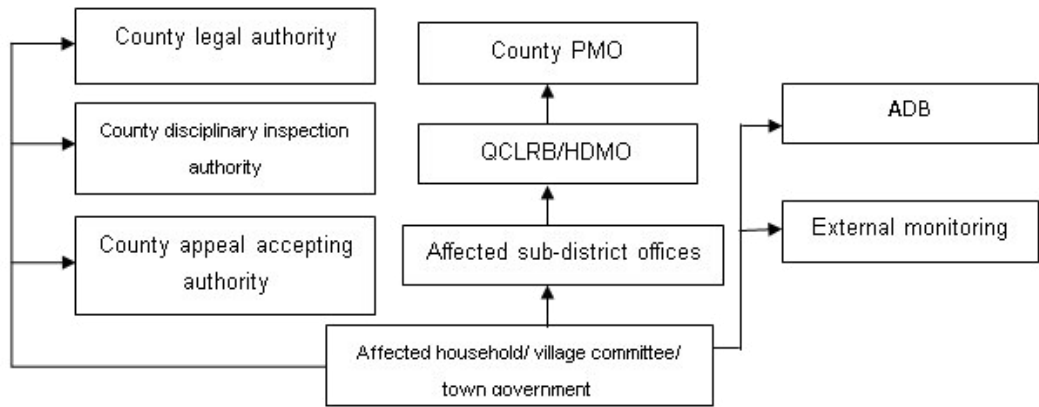 County legal authority
County disciplinary inspection
authority
County appeal accepting
authority
County PMO
QCLRB/HDMO
Affected sub-district offices
Affected household/ village committee/
town government
ADB
External monitoring